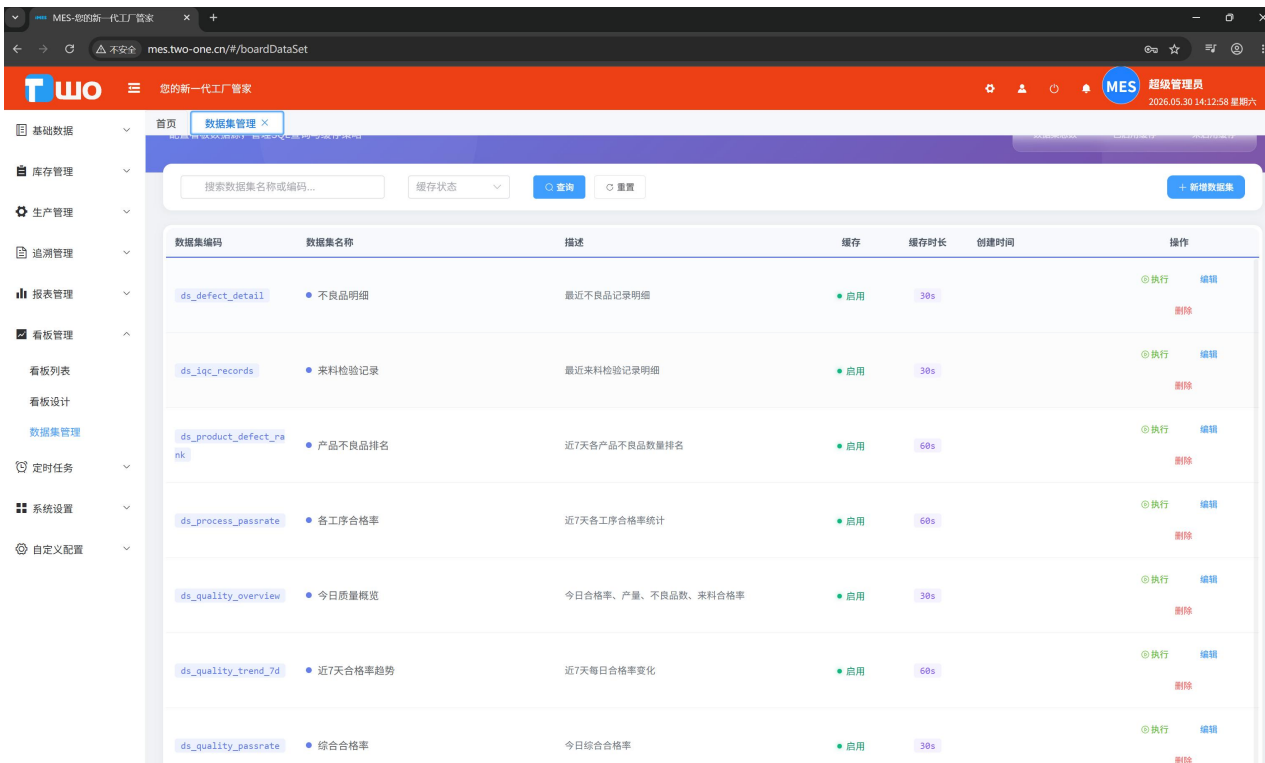 MES-您的新一代工厂管家
不安全 mes.two-one.cn/#/boardDataSet
TWO 您的新一代工厂管家 MES 超级管理员
2026.05.30 14:12:58 星期六
首页 数据集管理
基础数据
库存管理
生产管理
追溯管理
报表管理
看板管理
看板列表
看板设计
数据集管理
定时任务
系统设置
自定义配置
搜索数据集名称或编码... 缓存状态 查询 重置 + 新增数据集
数据集编码 数据集名称 描述 缓存 缓存时长 创建时间 操作
ds_defect_detail 不良品明细 最近不良品记录明细 启用 30s 执行 编辑
删除
ds_iqc_records 来料检验记录 最近来料检验记录明细 启用 30s 执行 编辑
删除
ds_product_defect_ra
nk 产品不良品排名 近7天各产品不良品数量排名 启用 60s 执行 编辑
删除
ds_process_passrate 各工序合格率 近7天各工序合格率统计 启用 60s 执行 编辑
删除
ds_quality_overview 今日质量概览 今日合格率、产量、不良品数、来料合格率 启用 30s 执行 编辑
删除
ds_quality_trend_7d 近7天合格率趋势 近7天每日合格率变化 启用 60s 执行 编辑
删除
ds_quality_passrate 综合合格率 今日综合合格率 启用 30s 执行 编辑
删除